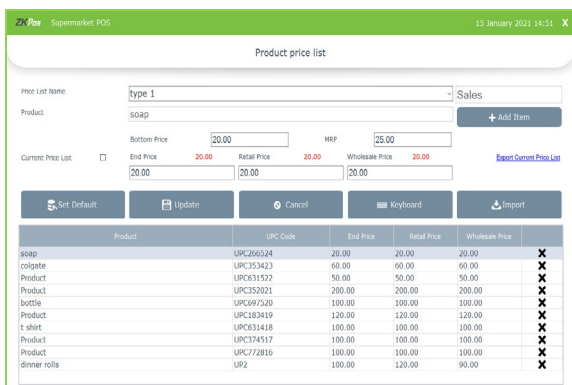 ZKPos Supermarket POS 15 January 2021 14:51 X
Product price list
Price List Name type 1 Sales
Product soap + Add Item
Bottom Price 20.00 MRP 25.00
Current Price List End Price 20.00 Retail Price 20.00 Wholesale Price 20.00 Export Current Price List
20.00 20.00 20.00
Set Default Update Cancel Keyboard Import
Product UPC Code End Price Retail Price Wholesale Price
soap UPC266524 20.00 20.00 20.00 X
colgate UPC353423 60.00 60.00 60.00 X
Product UPC631522 50.00 50.00 50.00 X
Product UPC352021 200.00 200.00 200.00 X
bottle UPC697520 100.00 100.00 100.00 X
Product UPC183419 120.00 120.00 120.00 X
t shirt UPC631418 100.00 100.00 100.00 X
Product UPC374517 100.00 100.00 100.00 X
Product UPC772816 100.00 100.00 100.00 X
dinner rolls UP2 100.00 120.00 90.00 X